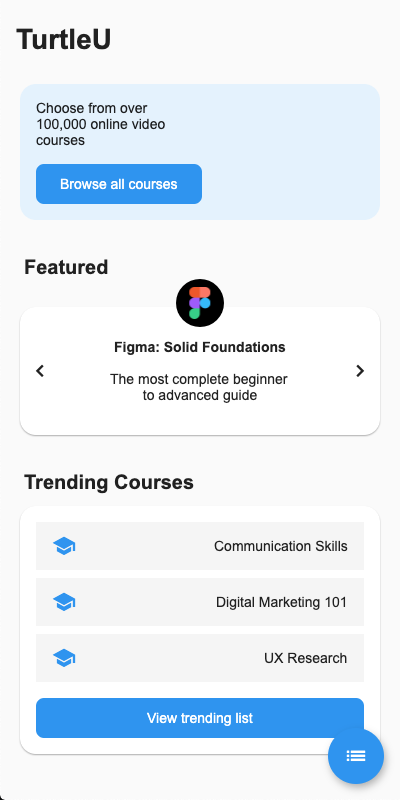 TurtleU
Choose from over
100,000 online video
courses
Browse all courses
Featured
Figma: Solid Foundations
The most complete beginner
to advanced guide
Trending Courses
Communication Skills
Digital Marketing 101
UX Research
View trending list